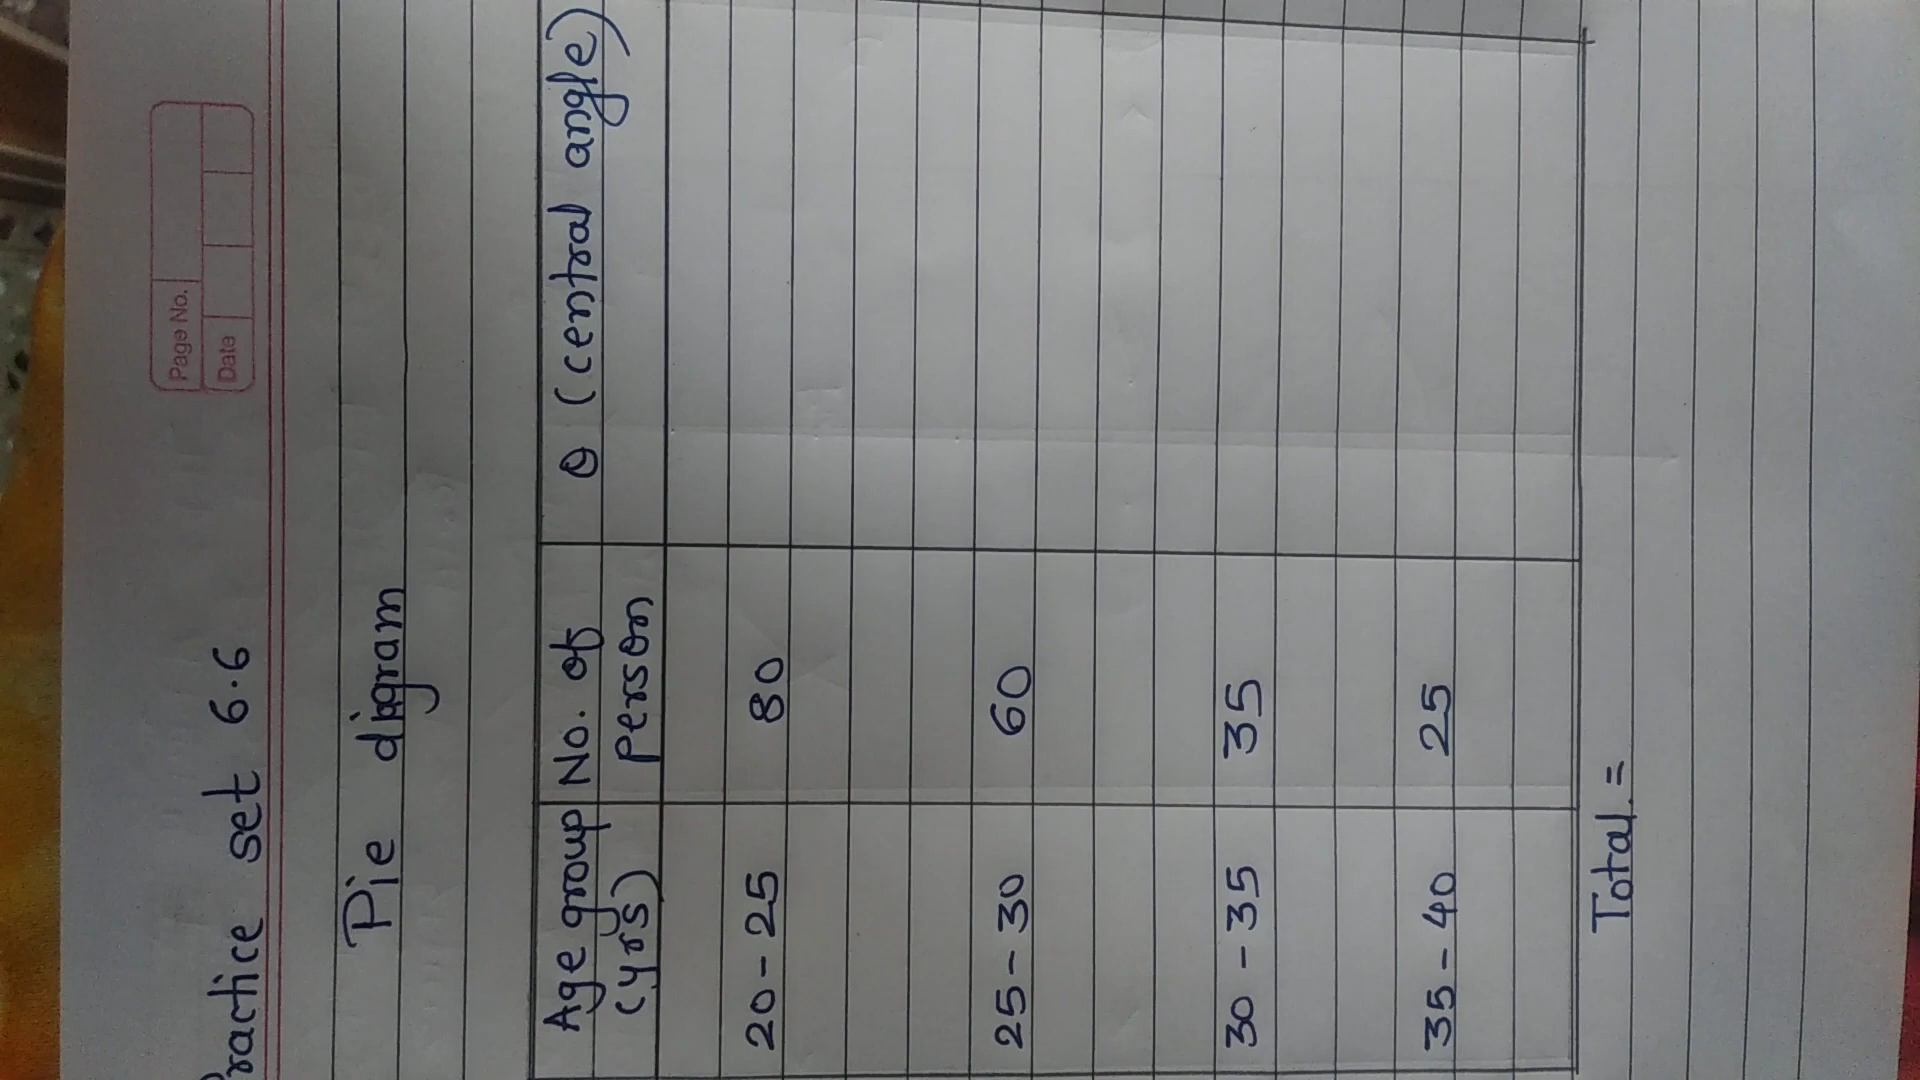 Page No.
Date
Practice set 6.6
Pie diagram
Age group (yrs) No. of person θ (central angle)
20-25 80
25-30 60
30-35 35
35-40 25
Total =